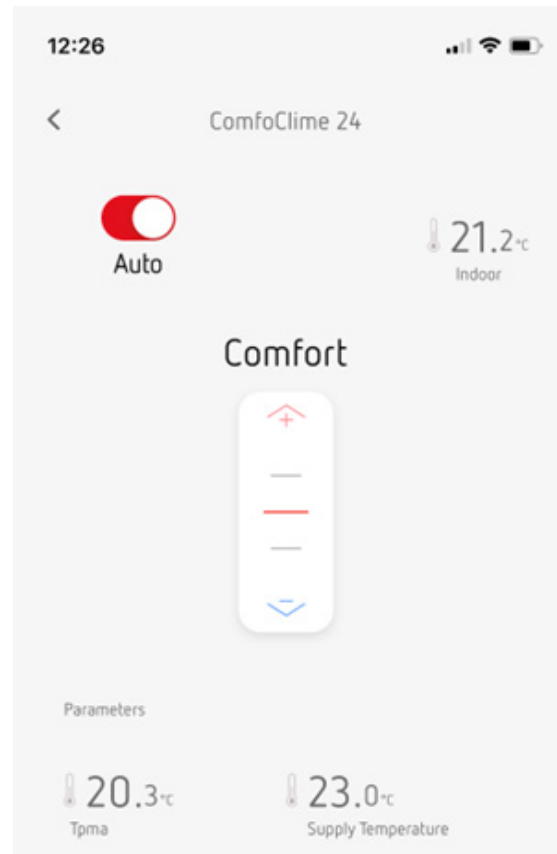 12:26
ComfoClime 24
Auto
21.2°C
Indoor
Comfort
+
−
Parameters
20.3°C
23.0°C
Tpma
Supply Temperature